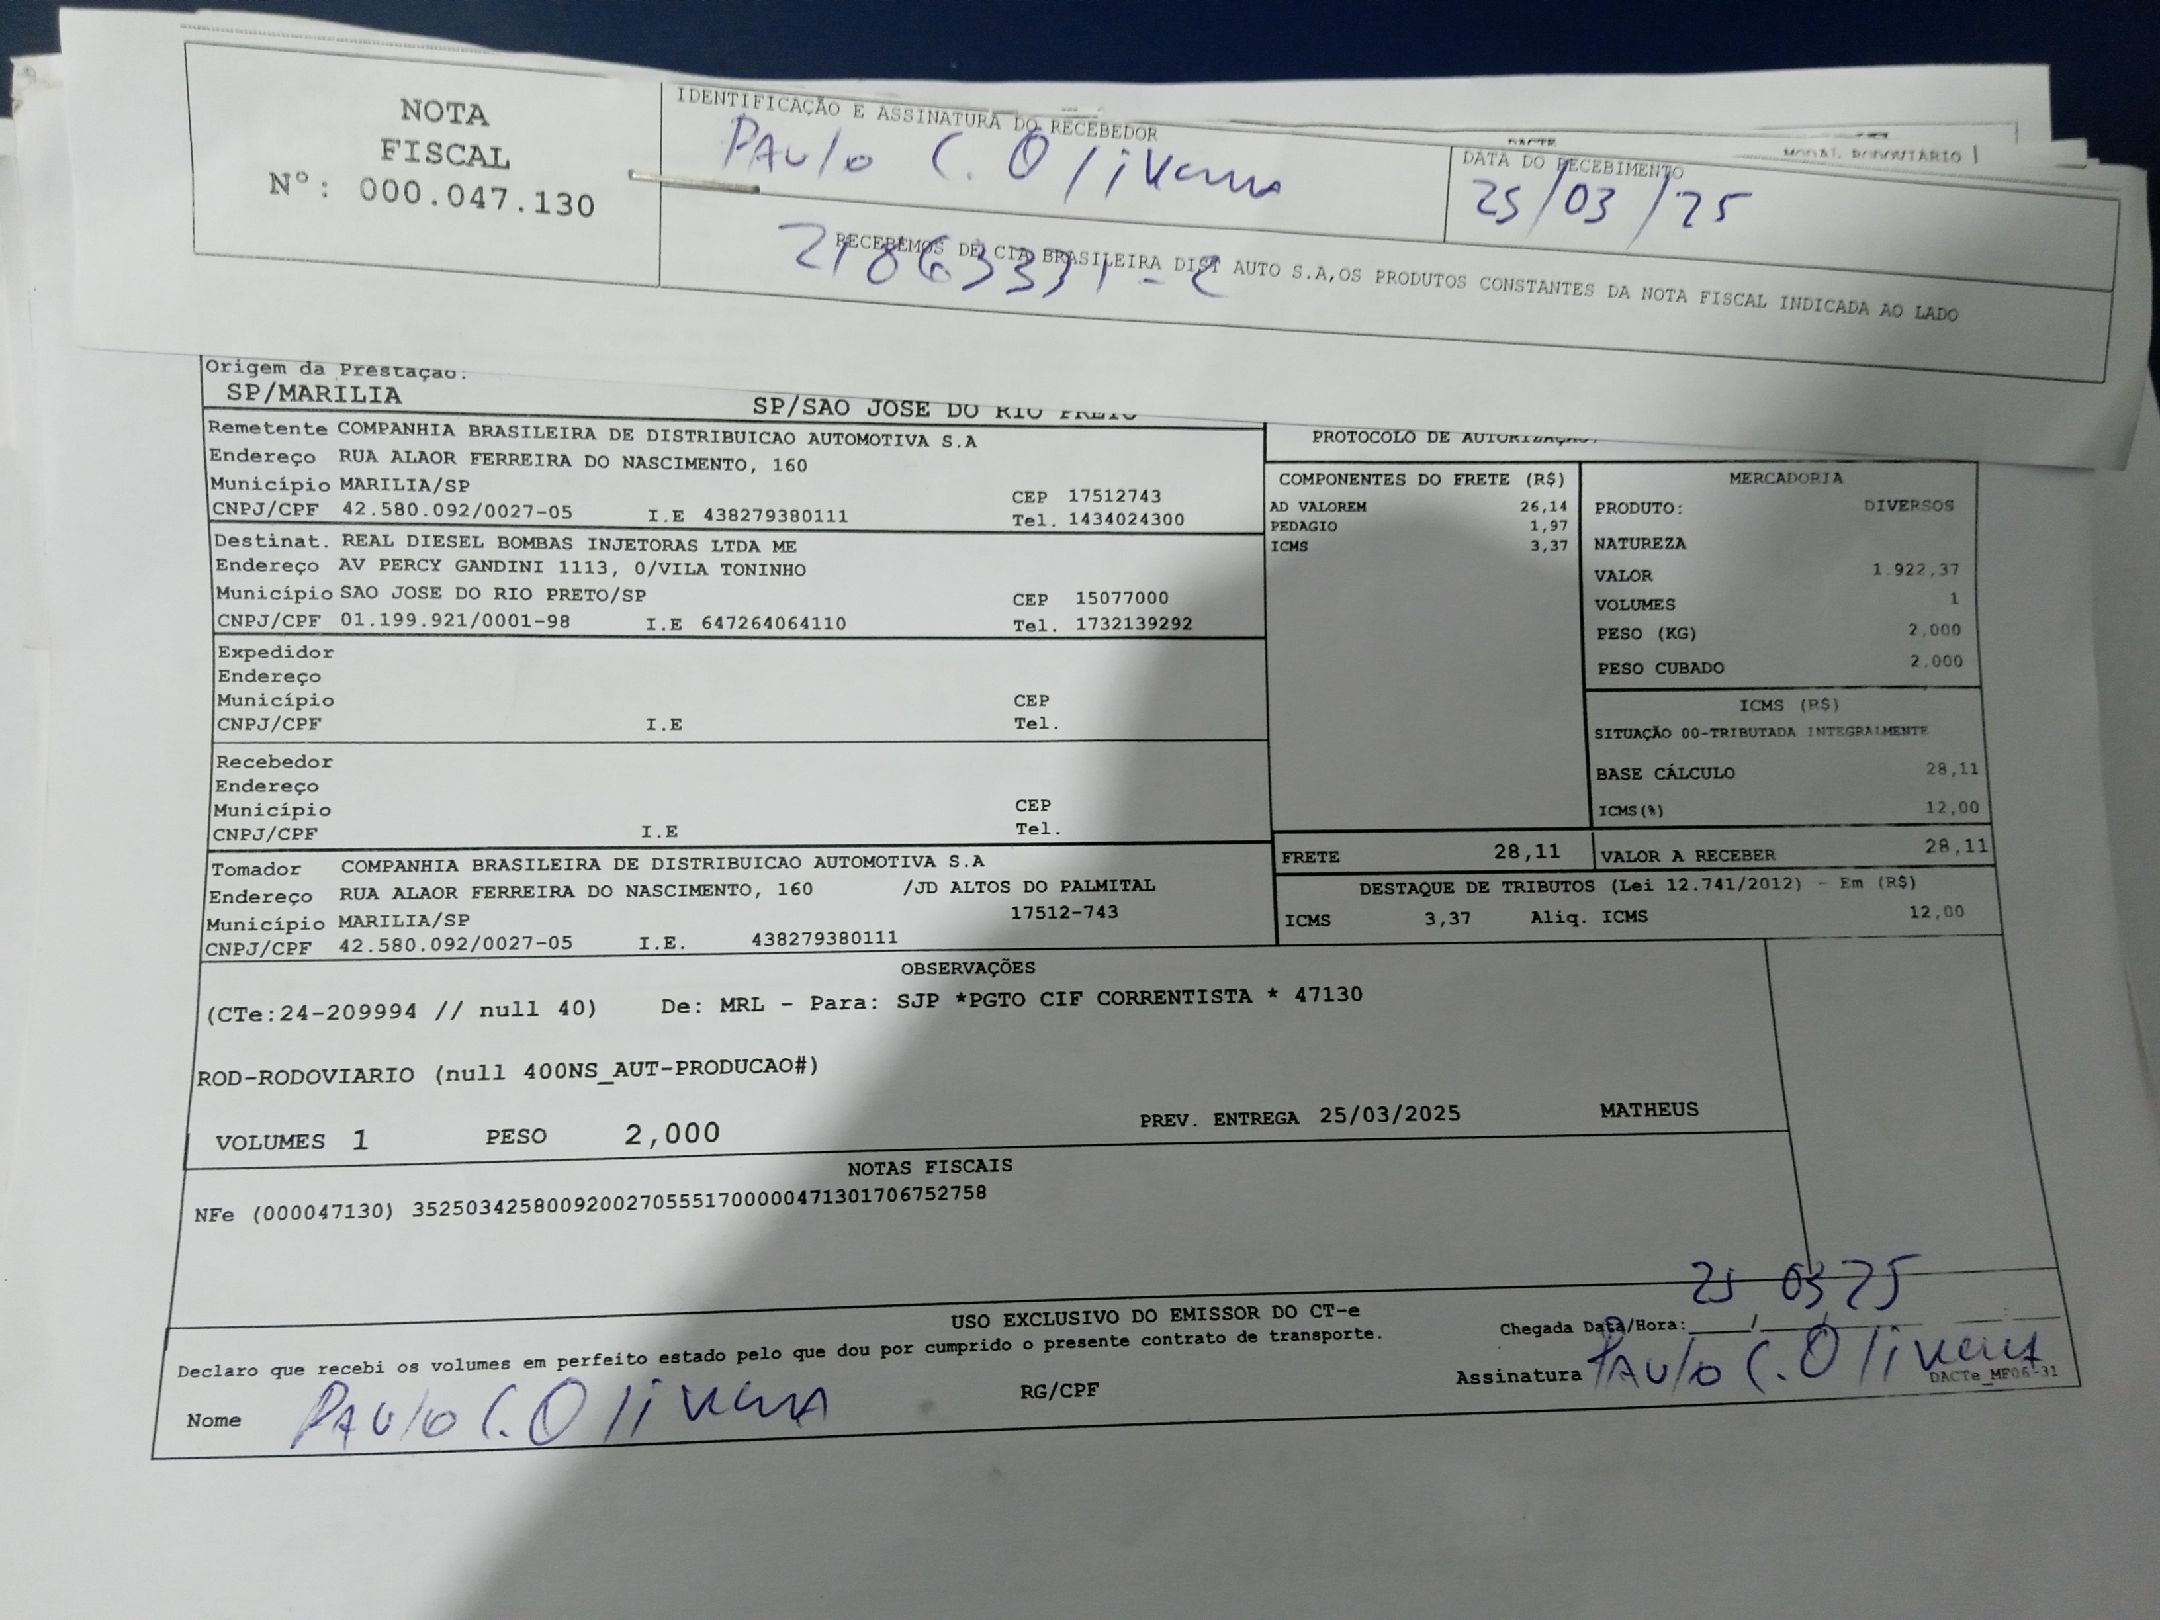 NOTA
FISCAL
Nº: 000.047.130
IDENTIFICAÇÃO E ASSINATURA DO RECEBEDOR
PAulo C. Oliveira
DATA DO RECEBIMENTO
25/03/25
RECEBEMOS DE CIA BRASILEIRA DIST AUTO S.A,OS PRODUTOS CONSTANTES DA NOTA FISCAL INDICADA AO LADO
MODAL RODOVIÁRIO
Origem da Prestação:
SP/MARILIA
SP/SAO JOSE DO RIO PRETO
Remetente COMPANHIA BRASILEIRA DE DISTRIBUICAO AUTOMOTIVA S.A
Endereço RUA ALAOR FERREIRA DO NASCIMENTO, 160
Município MARILIA/SP CEP 17512743
CNPJ/CPF 42.580.092/0027-05 I.E 438279380111 Tel. 1434024300
Destinat. REAL DIESEL BOMBAS INJETORAS LTDA ME
Endereço AV PERCY GANDINI 1113, 0/VILA TONINHO
Município SAO JOSE DO RIO PRETO/SP CEP 15077000
CNPJ/CPF 01.199.921/0001-98 I.E 647264064110 Tel. 1732139292
Expedidor
Endereço
Município CEP
CNPJ/CPF I.E Tel.
Recebedor
Endereço
Município CEP
CNPJ/CPF I.E Tel.
Tomador COMPANHIA BRASILEIRA DE DISTRIBUICAO AUTOMOTIVA S.A
Endereço RUA ALAOR FERREIRA DO NASCIMENTO, 160 /JD ALTOS DO PALMITAL
Município MARILIA/SP 17512-743
CNPJ/CPF 42.580.092/0027-05 I.E. 438279380111
PROTOCOLO DE AUTORIZAÇÃO:
COMPONENTES DO FRETE (R$)
AD VALOREM 26,14
PEDAGIO 1,97
ICMS 3,37
MERCADORIA
PRODUTO: DIVERSOS
NATUREZA
VALOR 1.922,37
VOLUMES 1
PESO (KG) 2,000
PESO CUBADO 2.000
ICMS (R$)
SITUAÇÃO 00-TRIBUTADA INTEGRALMENTE
BASE CÁLCULO 28,11
ICMS(%) 12,00
FRETE 28,11 VALOR A RECEBER 28,11
DESTAQUE DE TRIBUTOS (Lei 12.741/2012) - Em (R$)
ICMS 3,37 Aliq. ICMS 12,00
OBSERVAÇÕES
(CTe:24-209994 // null 40) De: MRL - Para: SJP *PGTO CIF CORRENTISTA * 47130
ROD-RODOVIARIO (null 400NS_AUT-PRODUCAO#)
VOLUMES 1 PESO 2,000 PREV. ENTREGA 25/03/2025 MATHEUS
NOTAS FISCAIS
NFe (000047130) 35250342580092002705551700000471301706752758
USO EXCLUSIVO DO EMISSOR DO CT-e
Declaro que recebi os volumes em perfeito estado pelo que dou por cumprido o presente contrato de transporte.
25 03 25
Chegada Data/Hora: / /
Nome PAulo C. Oliveira RG/CPF Assinatura PAulo C. Oliveira
DACTe_MF06-31